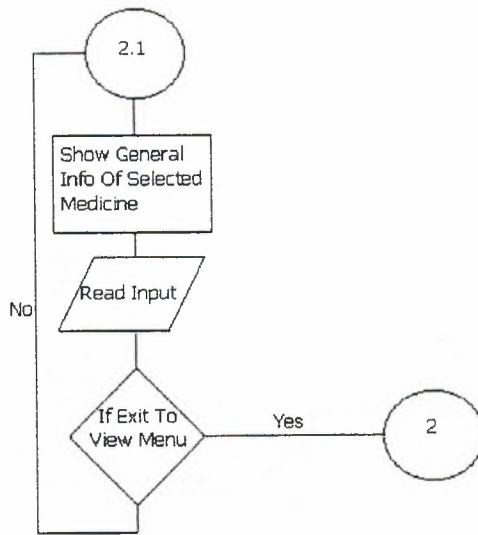 2.1
Show General
Info Of Selected
Medicine
Read Input
No
If Exit To
View Menu
Yes
2